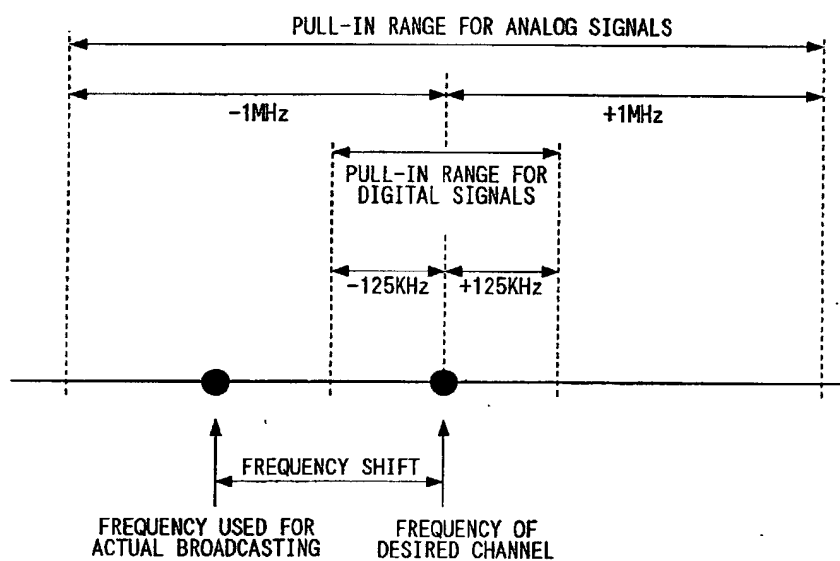 PULL-IN RANGE FOR ANALOG SIGNALS
-1MHz
+1MHz
PULL-IN RANGE FOR
DIGITAL SIGNALS
-125KHz
+125KHz
FREQUENCY SHIFT
FREQUENCY USED FOR
ACTUAL BROADCASTING
FREQUENCY OF
DESIRED CHANNEL